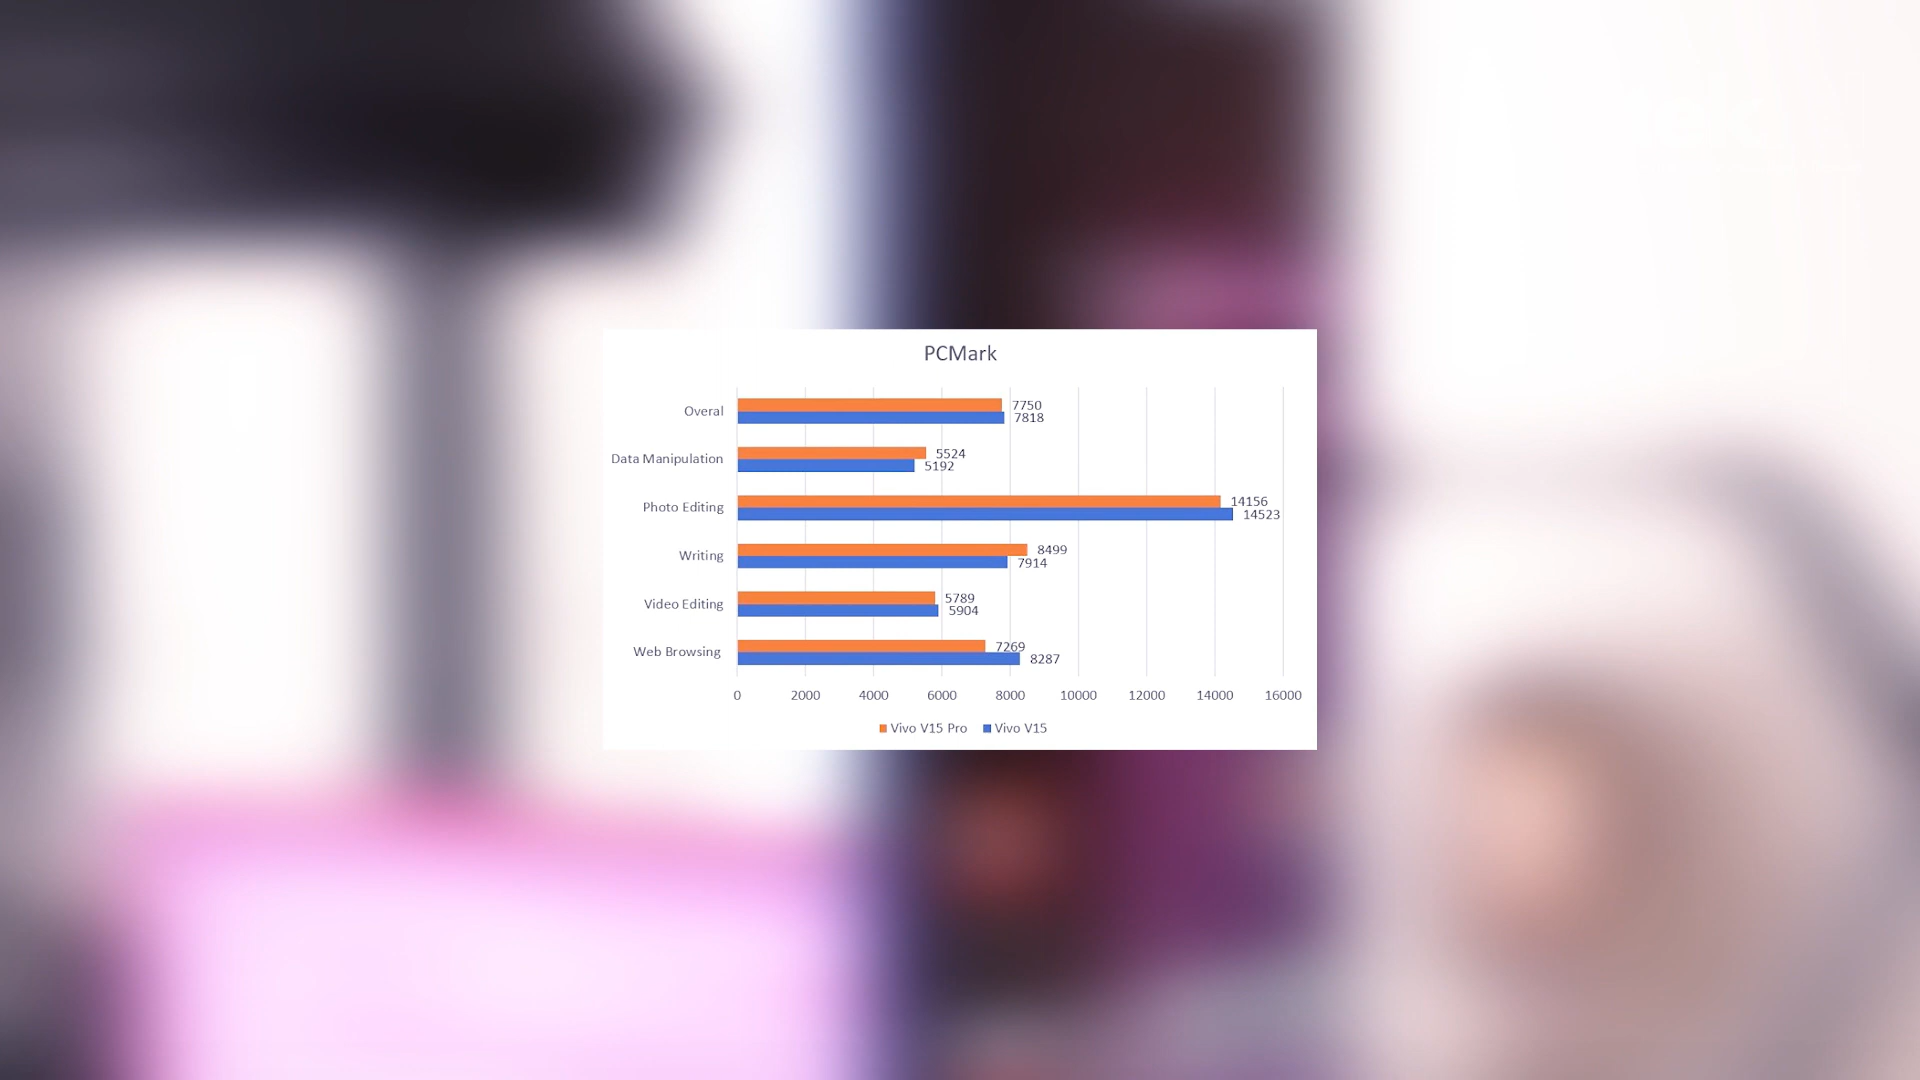 PCMark
Overal
7750
7818
Data Manipulation
5524
5192
Photo Editing
14156
14523
Writing
8499
7914
Video Editing
5789
5904
Web Browsing
7269
8287
0 2000 4000 6000 8000 10000 12000 14000 16000
Vivo V15 Pro Vivo V15